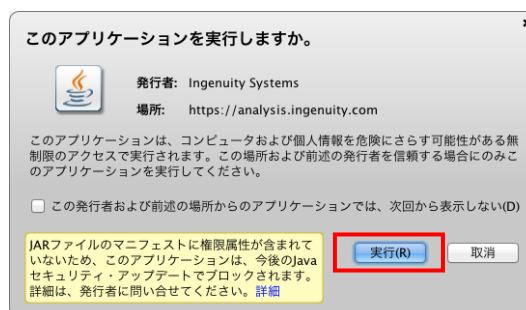 このアプリケーションを実行しますか。
発行者: Ingenuity Systems
場所: https://analysis.ingenuity.com
このアプリケーションは、コンピュータおよび個人情報を危険にさらす可能性がある無
制限のアクセスで実行されます。この場所および前述の発行者を信頼する場合にのみこ
のアプリケーションを実行してください。
この発行者および前述の場所からのアプリケーションでは、次回から表示しない(D)
JARファイルのマニフェストに権限属性が含まれて
いないため、このアプリケーションは、今後のJava
セキュリティ・アップデートでブロックされます。
詳細は、発行者に問い合せてください。詳細
実行(R)
取消